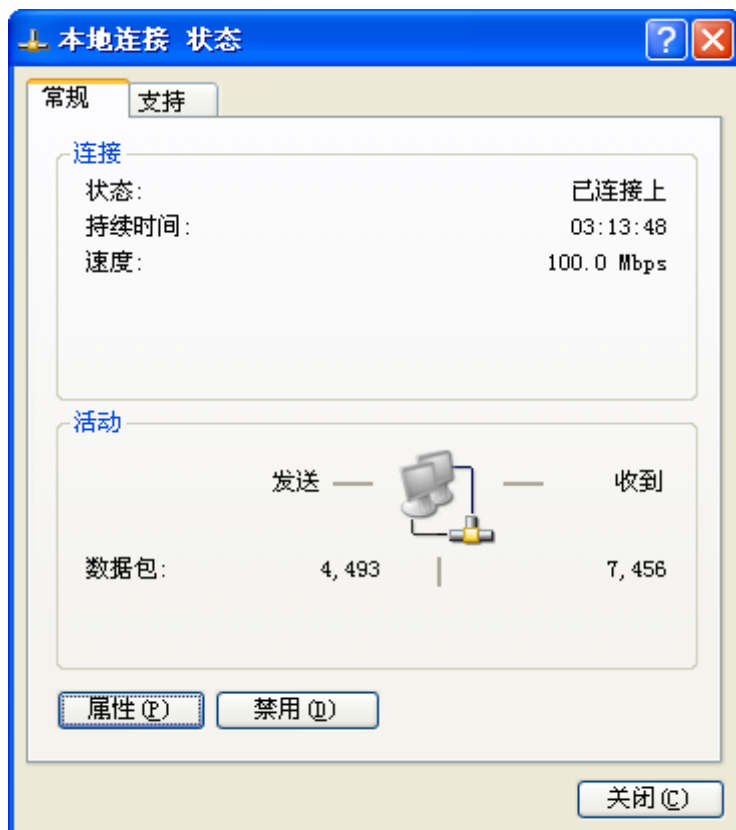 本地连接 状态
常规 支持
连接
状态: 已连接上
持续时间: 03:13:48
速度: 100.0 Mbps
活动
发送 收到
数据包: 4,493 7,456
属性(P) 禁用(D)
关闭(C)